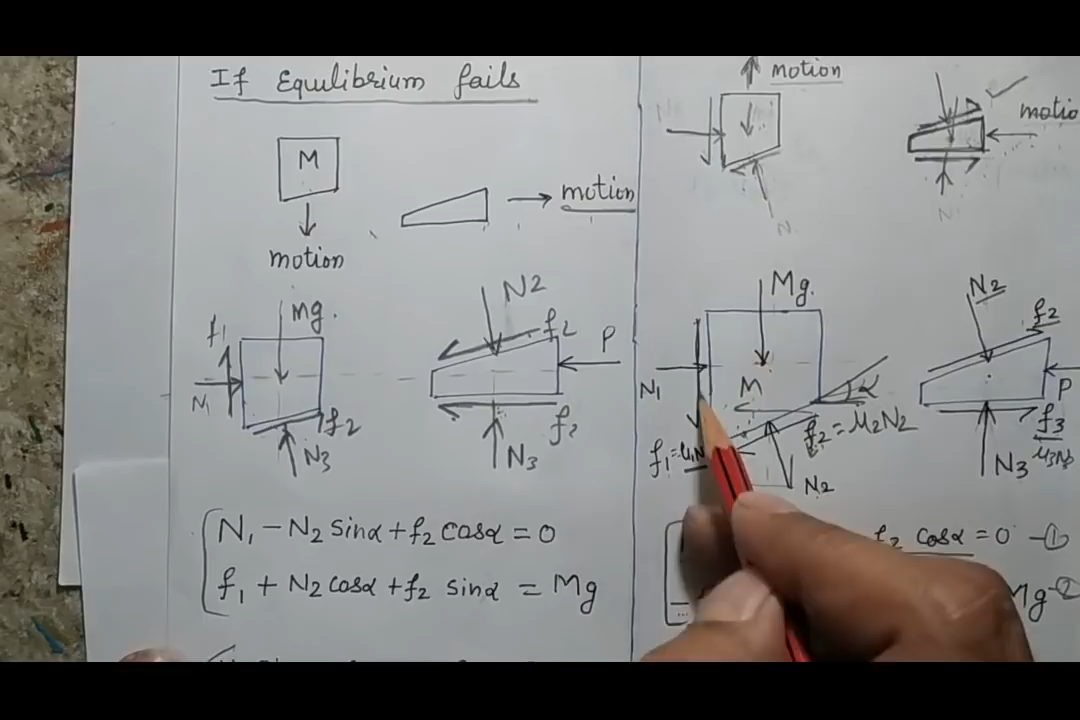 If Equilibrium fails
M
motion
motion
mg.
f1
N1
f2
N3
N2
f2
P
f2
N3
N1 - N2 sinα + f2 cosα = 0
f1 + N2 cosα + f2 sinα = Mg
motion
N
motio
N
Mg.
N1
M
α
f1 = μ1N
f2 = μ2N2
N2
N2
f2
P
f3
N3
μ3N3
f2 cosα = 0 - ①
Mg - ②